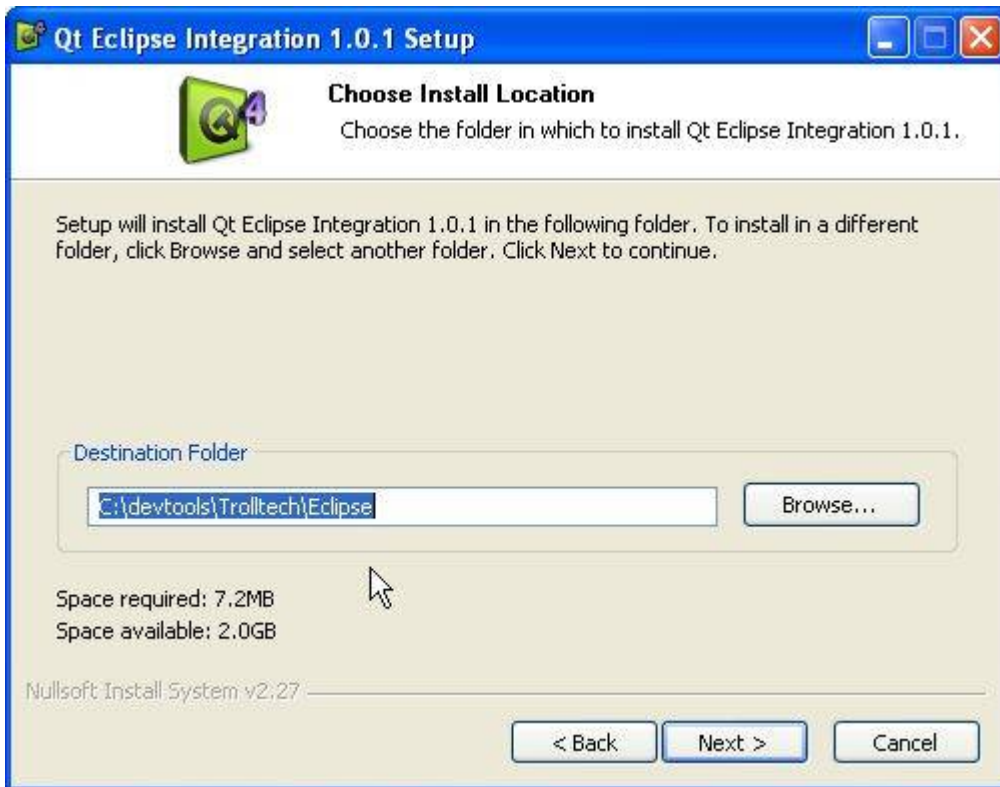 Qt Eclipse Integration 1.0.1 Setup
4
Choose Install Location
Choose the folder in which to install Qt Eclipse Integration 1.0.1.
Setup will install Qt Eclipse Integration 1.0.1 in the following folder. To install in a different
folder, click Browse and select another folder. Click Next to continue.
Destination Folder
C:\devtools\Trolltech\Eclipse
Browse...
Space required: 7.2MB
Space available: 2.0GB
Nullsoft Install System v2.27
< Back Next > Cancel